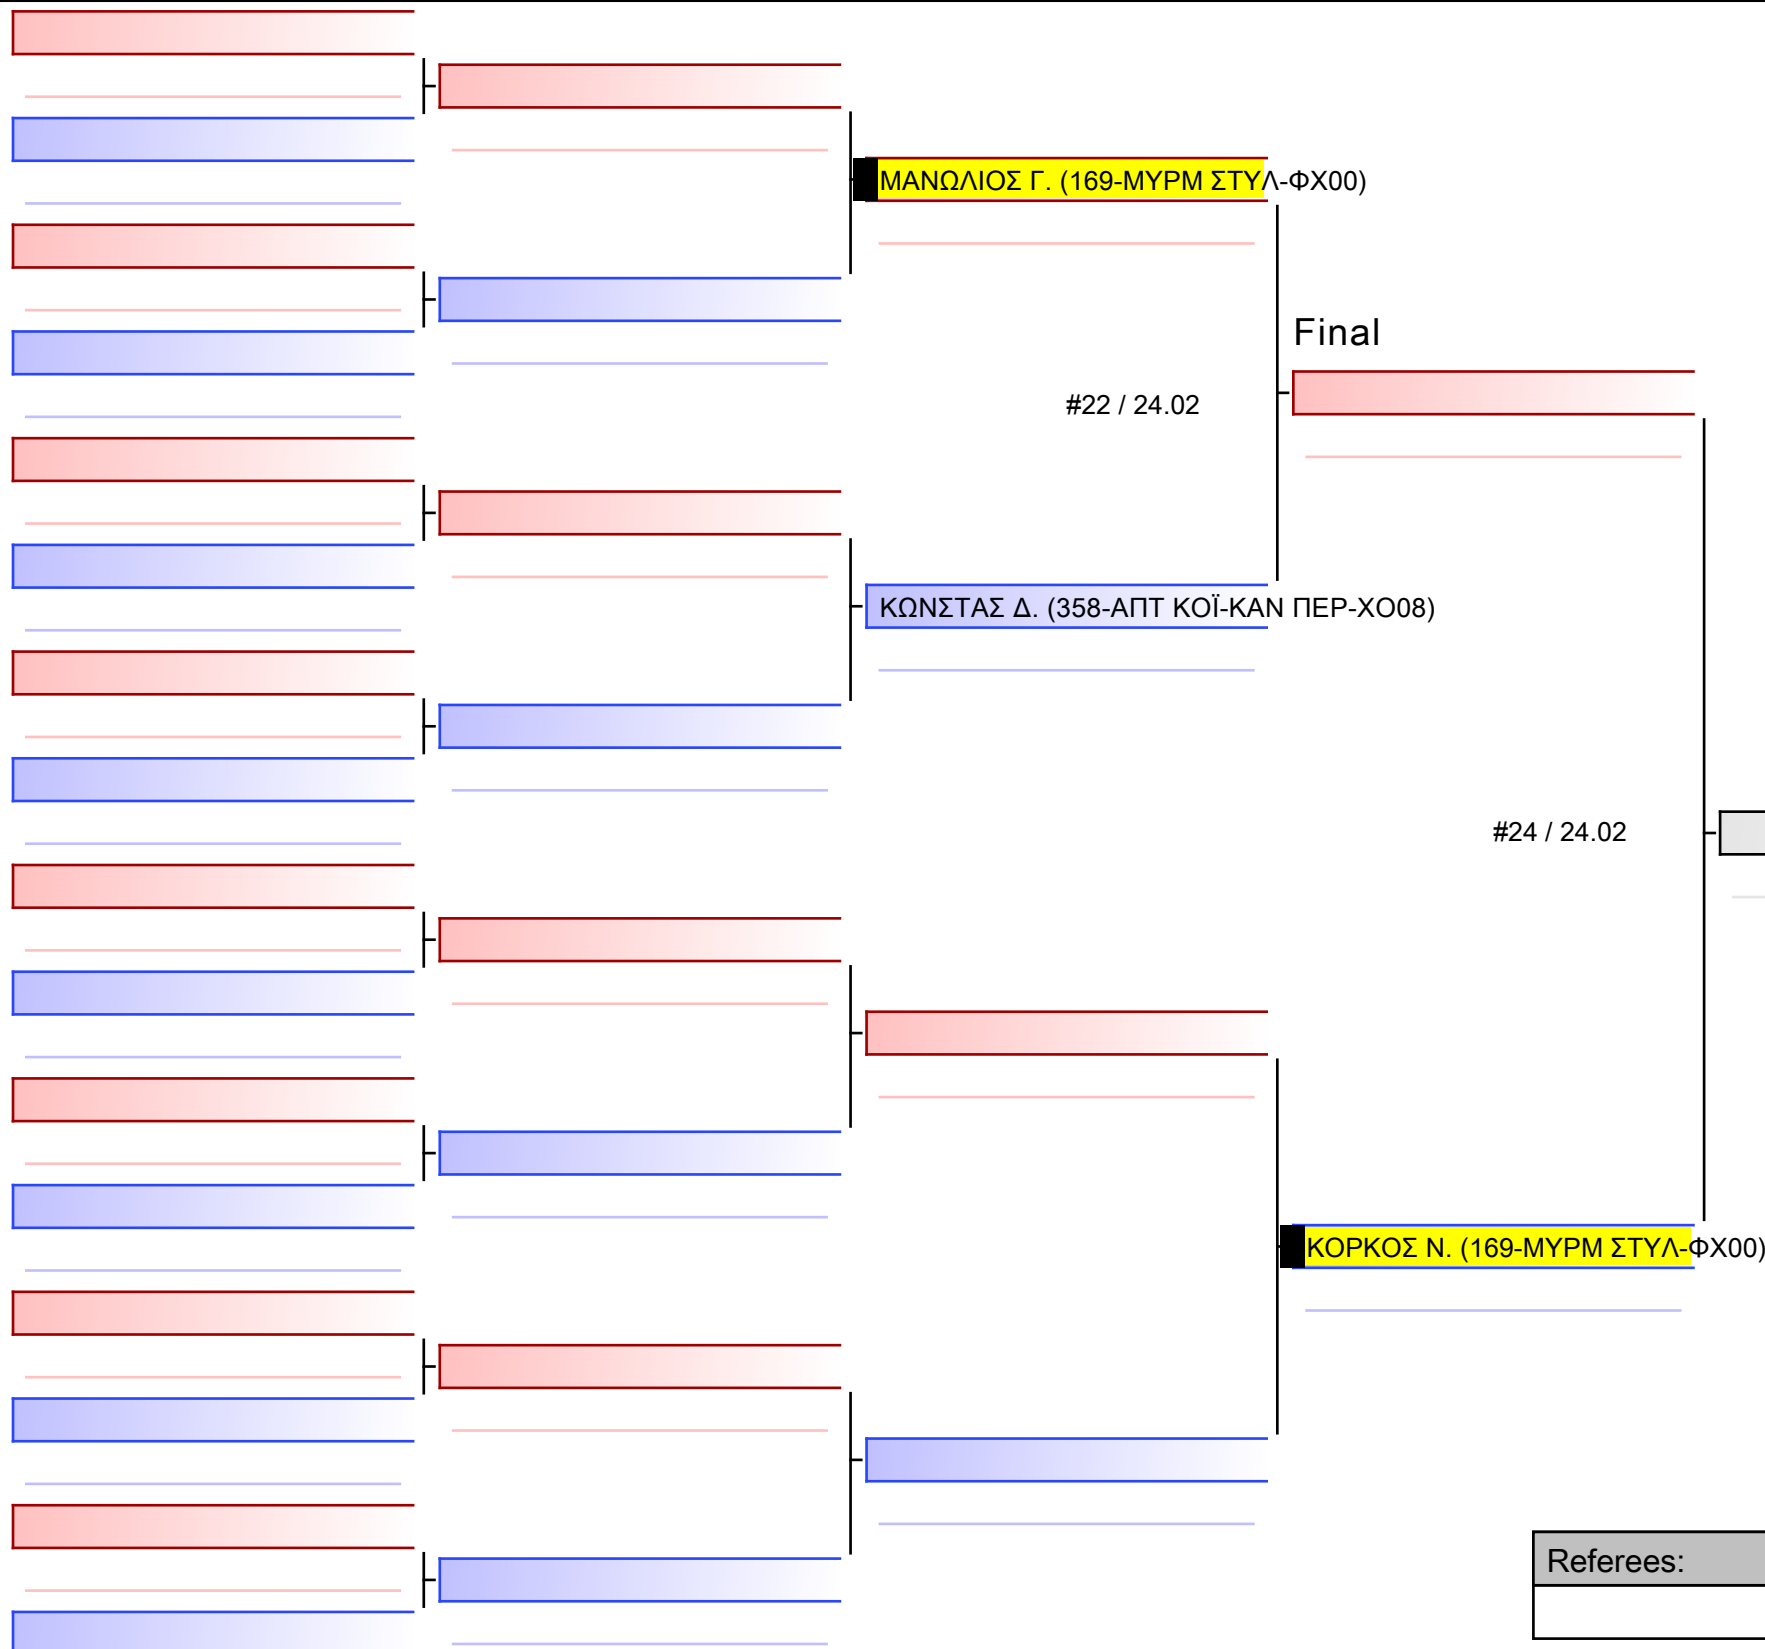 ΜΑΝΩΛΙΟΣ Γ. (169-ΜΥΡΜ ΣΤΥΛ-ΦΧ00)
Final
#22 / 24.02
ΚΩΝΣΤΑΣ Δ. (358-ΑΠΤ ΚΟΪ-ΚΑΝ ΠΕΡ-ΧΟ08)
#24 / 24.02
ΚΟΡΚΟΣ Ν. (169-ΜΥΡΜ ΣΤΥΛ-ΦΧ00)
Referees: